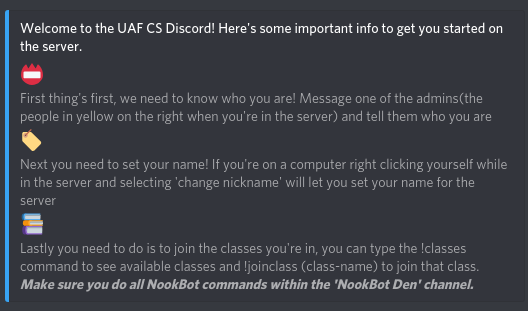 Welcome to the UAF CS Discord! Here's some important info to get you started on
the server.
First thing's first, we need to know who you are! Message one of the admins(the
people in yellow on the right when you're in the server) and tell them who you are
Next you need to set your name! If you're on a computer right clicking yourself while
in the server and selecting 'change nickname' will let you set your name for the
server
Lastly you need to do is to join the classes you're in, you can type the !classes
command to see available classes and !joinclass (class-name) to join that class.
Make sure you do all NookBot commands within the 'NookBot Den' channel.